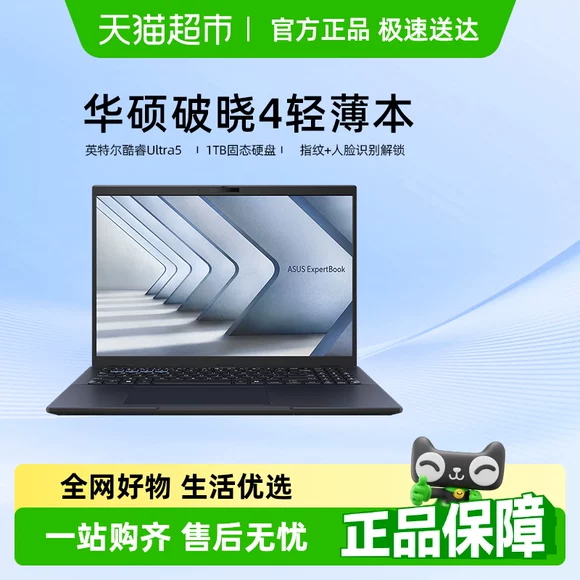 天猫超市 官方正品 极速送达
华硕破晓4轻薄本
英特尔酷睿Ultra5 | 1TB固态硬盘 | 指纹+人脸识别解锁
ASUS ExpertBook
全网好物 生活优选
一站购齐 售后无忧
正品保障